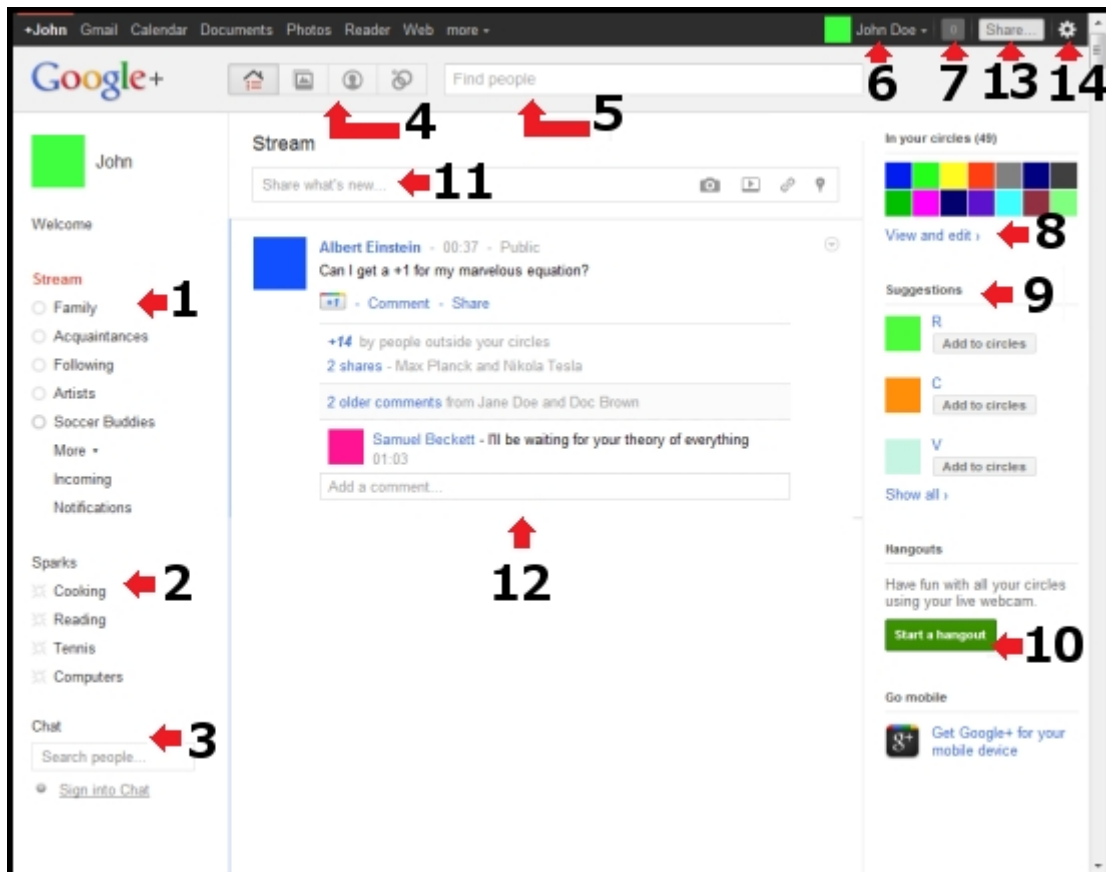 +John Gmail Calendar Documents Photos Reader Web more
John Doe 0 Share...
6 7 13 14
Google+
Find people
4 5
John
Welcome
Stream
Family
1
Acquaintances
Following
Artists
Soccer Buddies
More
Incoming
Notifications
Sparks
Cooking
2
Reading
Tennis
Computers
Chat
3
Search people...
Sign into Chat
Stream
Share what's new...
11
Albert Einstein - 00:37 - Public
Can I get a +1 for my marvelous equation?
+1 - Comment - Share
+14 by people outside your circles
2 shares - Max Planck and Nikola Tesla
2 older comments from Jane Doe and Doc Brown
Samuel Beckett - I'll be waiting for your theory of everything
01:03
Add a comment...
12
In your circles (49)
View and edit ›
8
Suggestions
9
R
Add to circles
C
Add to circles
V
Add to circles
Show all ›
Hangouts
Have fun with all your circles
using your live webcam.
Start a hangout
10
Go mobile
g+
Get Google+ for your
mobile device